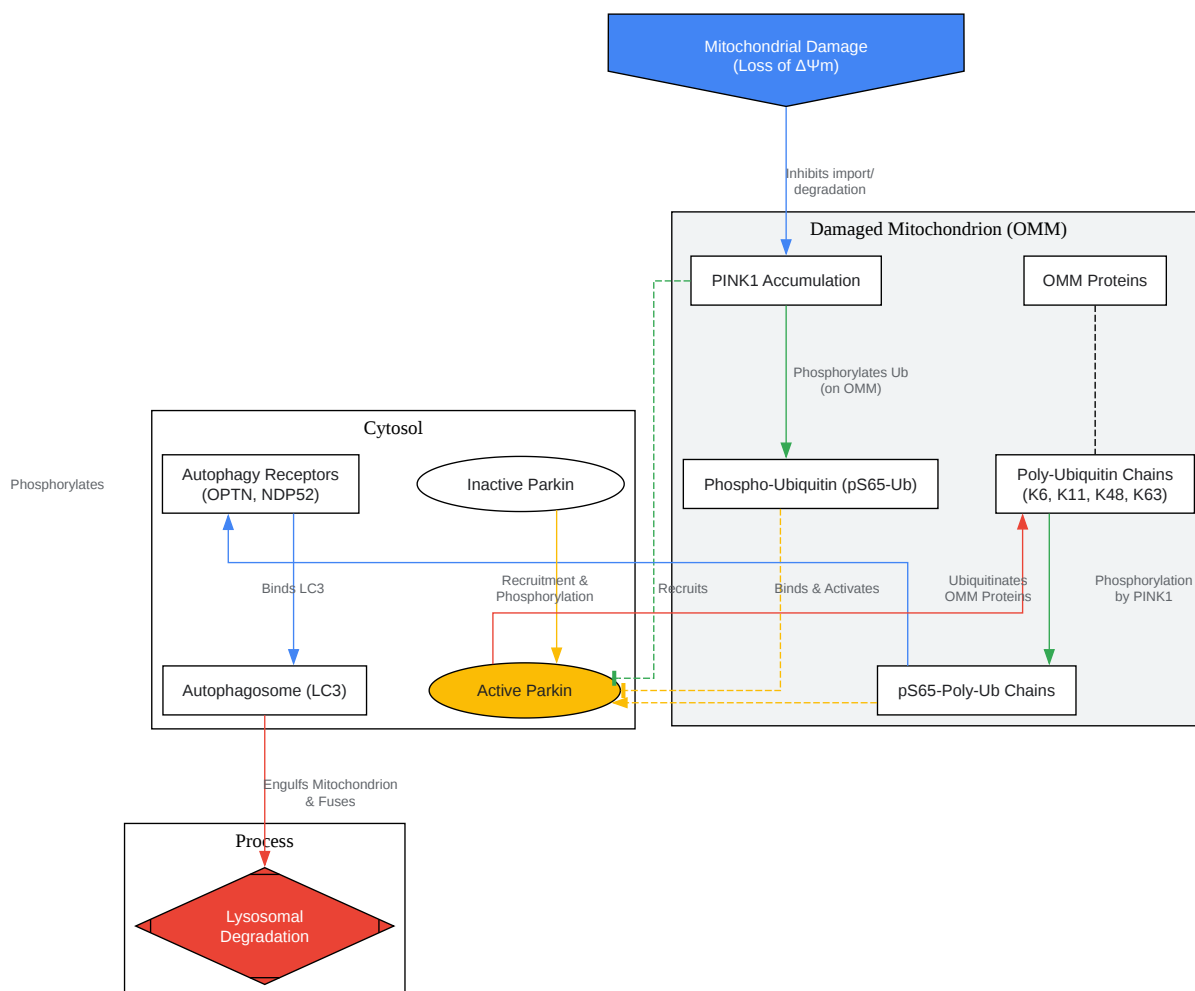 Mitochondrial Damage
(Loss of ΔΨm)
Inhibits import/
degradation
Damaged Mitochondrion (OMM)
PINK1 Accumulation
OMM Proteins
Phosphorylates Ub
(on OMM)
Cytosol
Autophagy Receptors
(OPTN, NDP52)
Inactive Parkin
Phospho-Ubiquitin (pS65-Ub)
Poly-Ubiquitin Chains
(K6, K11, K48, K63)
Phosphorylates
Binds LC3
Recruitment &
Phosphorylation
Recruits
Binds & Activates
Ubiquitinates
OMM Proteins
Phosphorylation
by PINK1
Autophagosome (LC3)
Active Parkin
pS65-Poly-Ub Chains
Engulfs Mitochondrion
& Fuses
Process
Lysosomal
Degradation